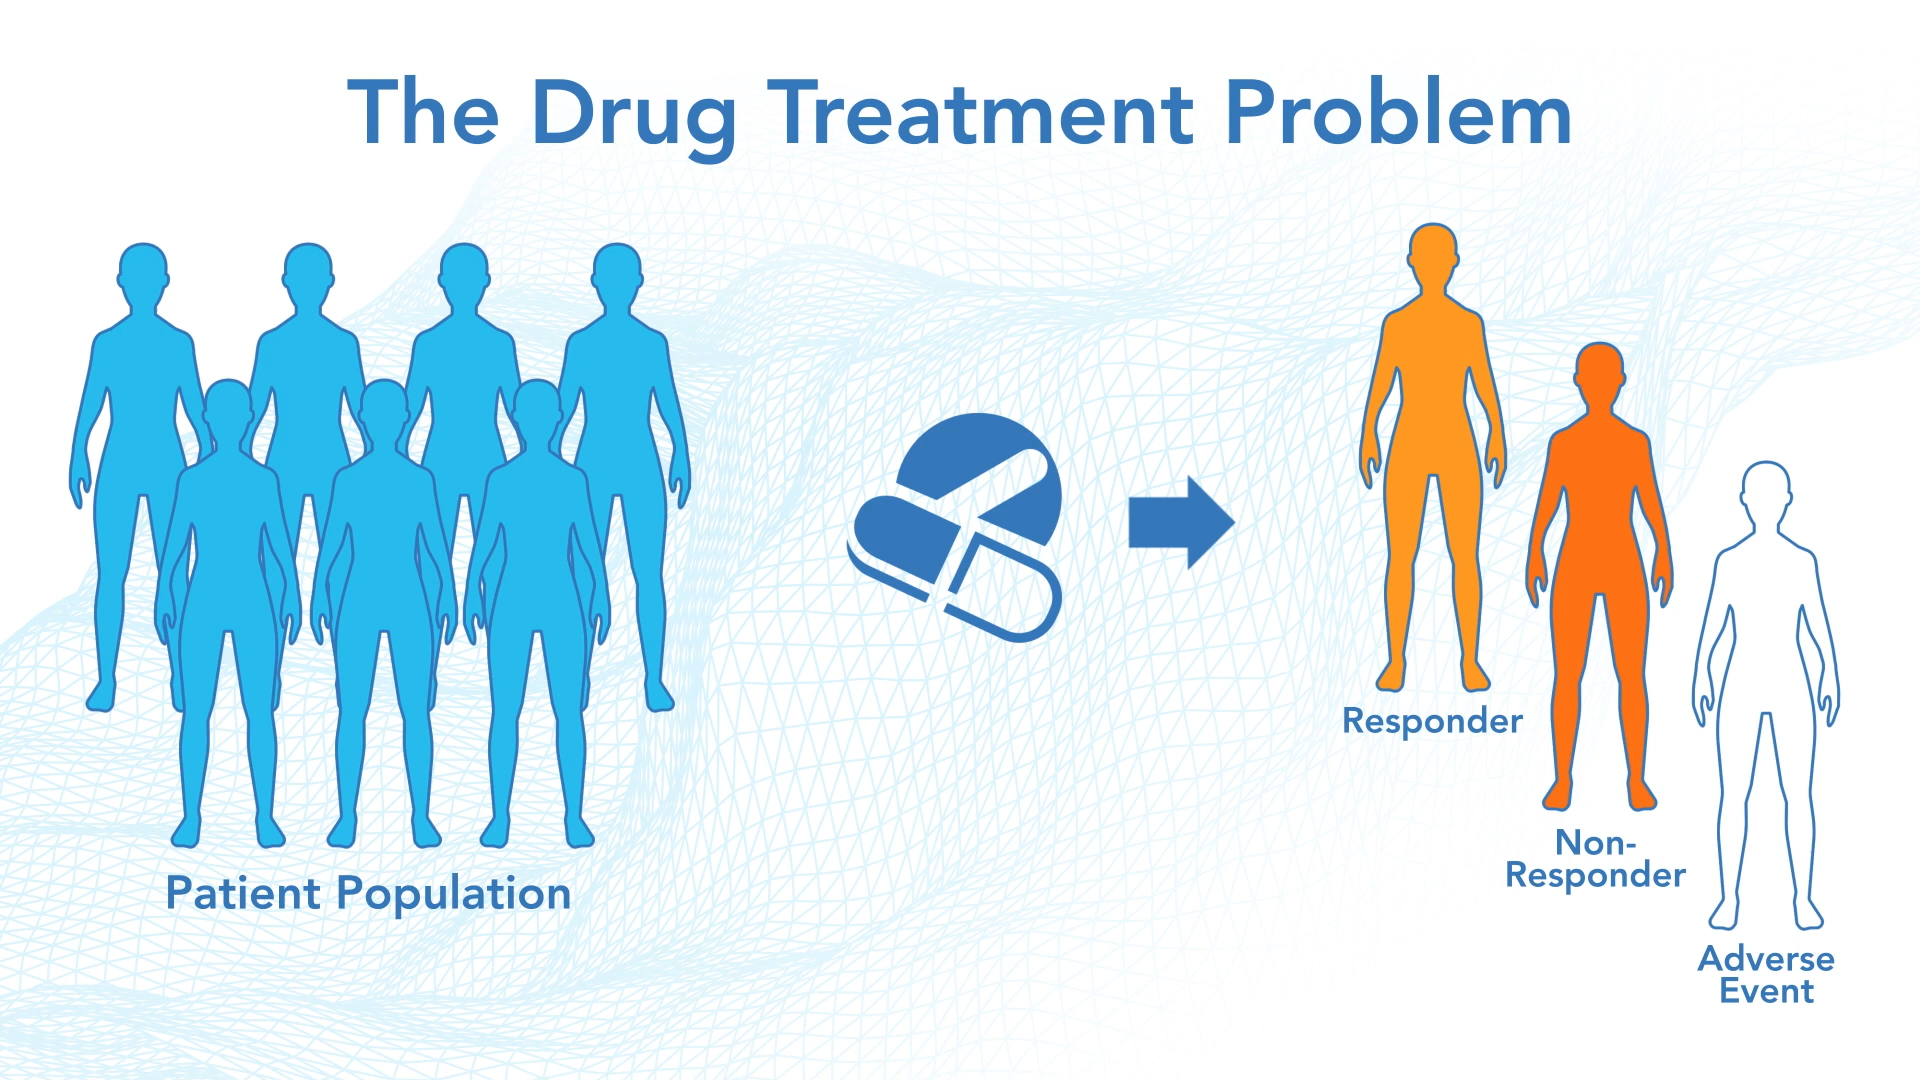 The Drug Treatment Problem
Patient Population
Responder
Non-
Responder
Adverse
Event